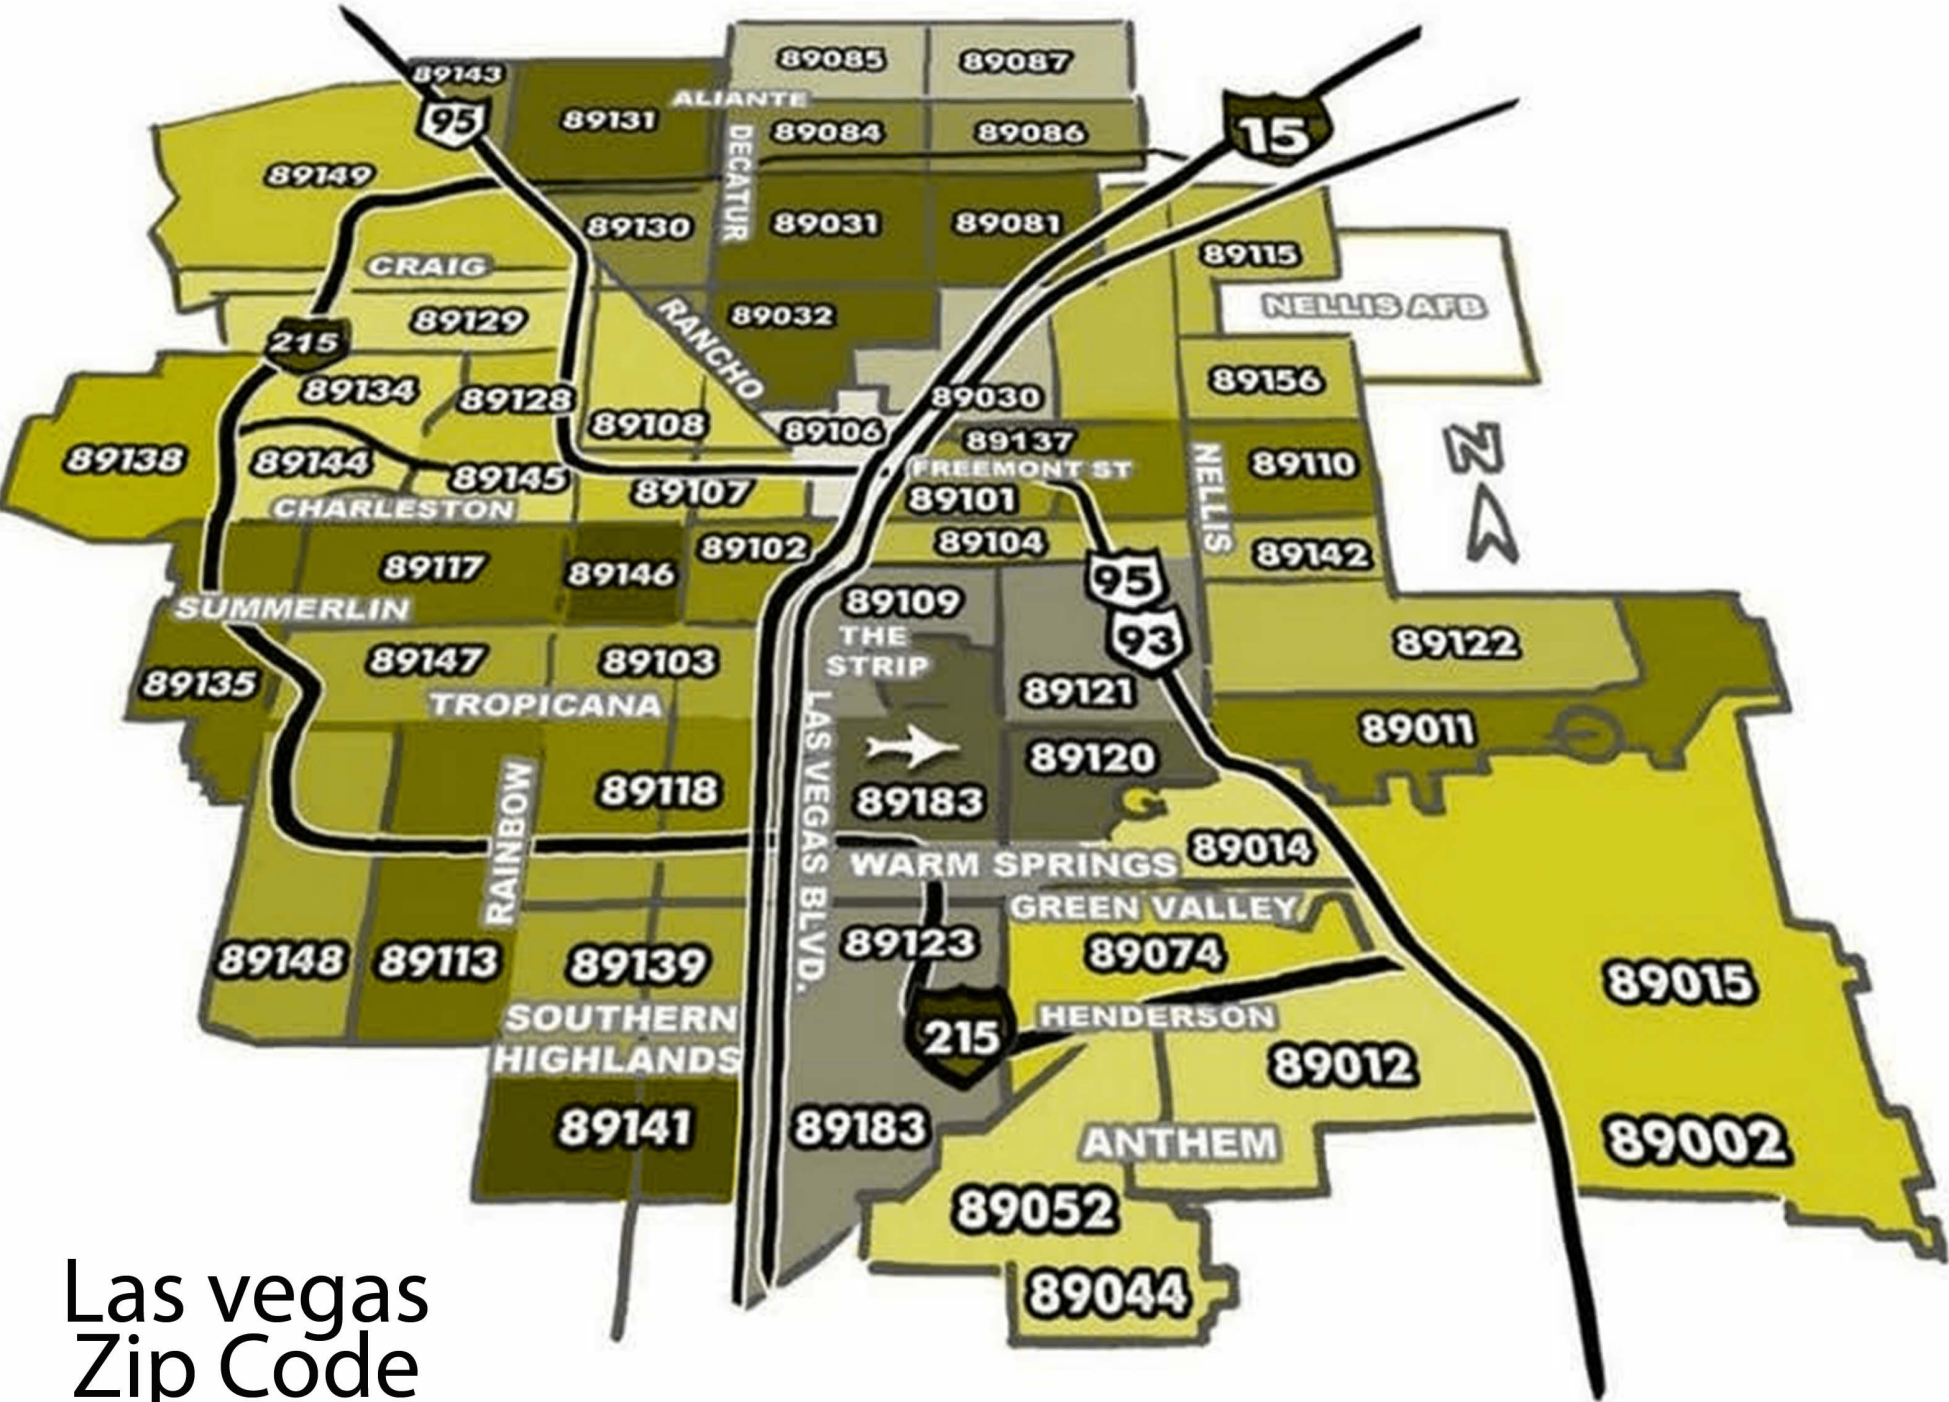 89085
89087
89143
ALIANTE
95
89131
89084
89086
15
DECATUR
89149
89130
89031
89081
89115
CRAIG
NELLIS AFB
RANCHO
89129
89032
215
89134
89128
89156
89030
89108
89106
89137
89138
89144
89145
FREEMONT ST
NELLIS
89110
89107
89101
CHARLESTON
89102
89104
89142
89117
89146
95
89109
SUMMERLIN
THE
STRIP
93
89122
89147
89103
89135
89121
TROPICANA
LAS VEGAS BLVD.
89011
89120
RAINBOW
89118
89183
89014
WARM SPRINGS
GREEN VALLEY
89123
89074
89148
89113
89139
89015
SOUTHERN
HIGHLANDS
215
HENDERSON
89012
89141
89183
ANTHEM
89002
89052
89044
Las vegas
Zip Code
N